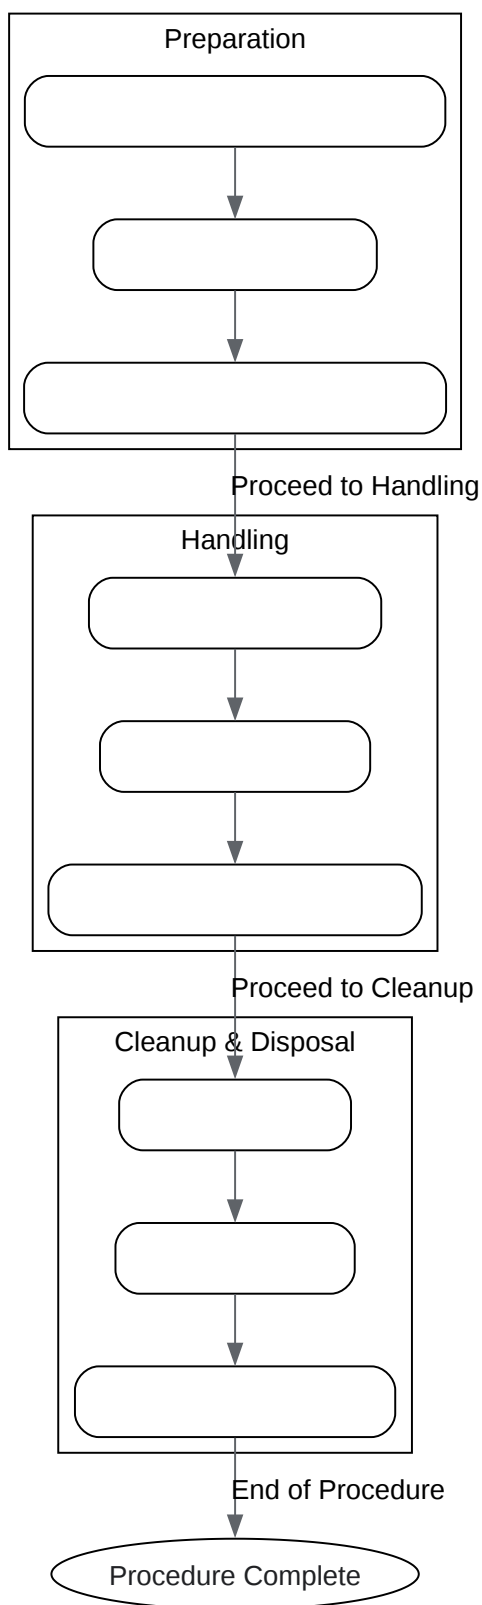 Preparation
Proceed to Handling
Handling
Proceed to Cleanup
Cleanup & Disposal
End of Procedure
Procedure Complete